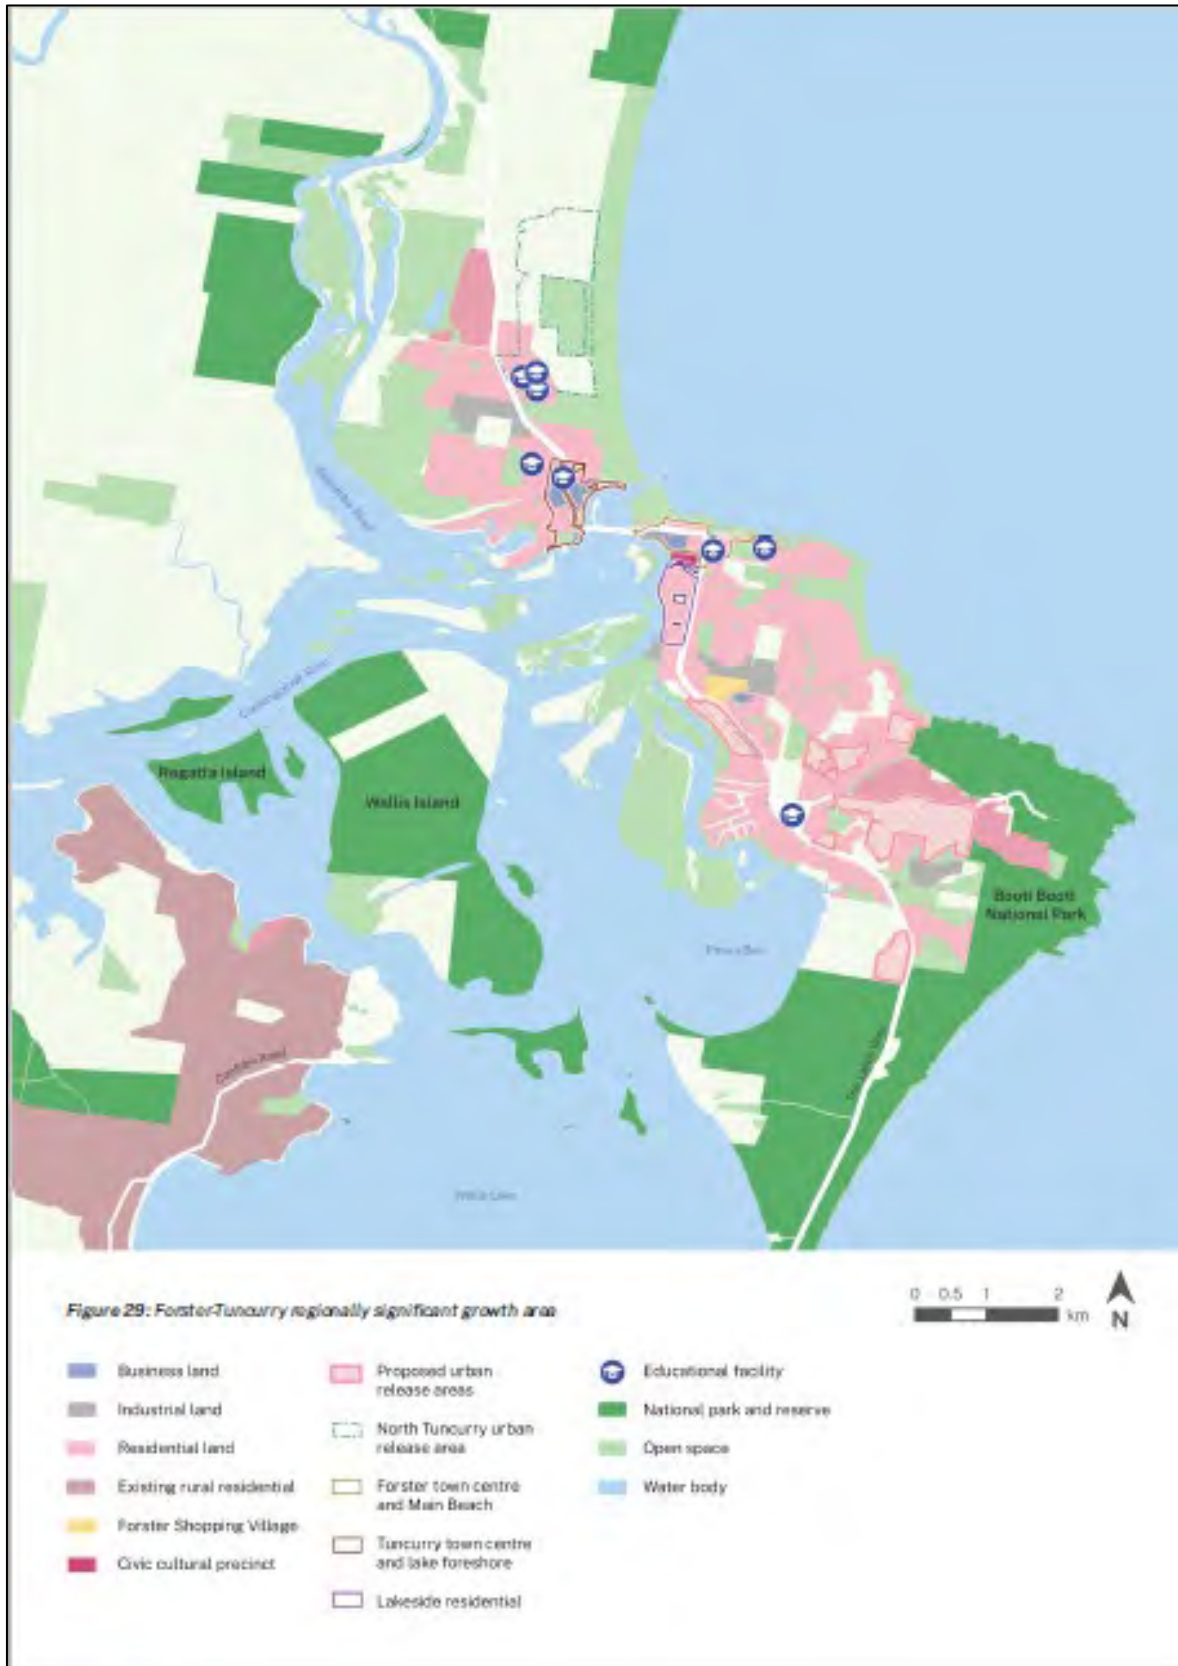 Regatta Island
Wallis Island
Booti Booti
National Park
Wallis Lake
Figure 29: Forster-Tuncurry regionally significant growth area
0 0.5 1 2
km
N
Business land
Industrial land
Residential land
Existing rural residential
Forster Shopping Village
Civic cultural precinct
Proposed urban
release areas
North Tuncurry urban
release area
Forster town centre
and Main Beach
Tuncurry town centre
and lake foreshore
Lakeside residential
Educational facility
National park and reserve
Open space
Water body